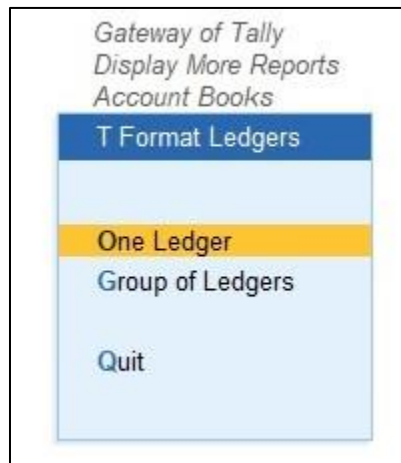 Gateway of Tally
Display More Reports
Account Books
T Format Ledgers
One Ledger
Group of Ledgers
Quit